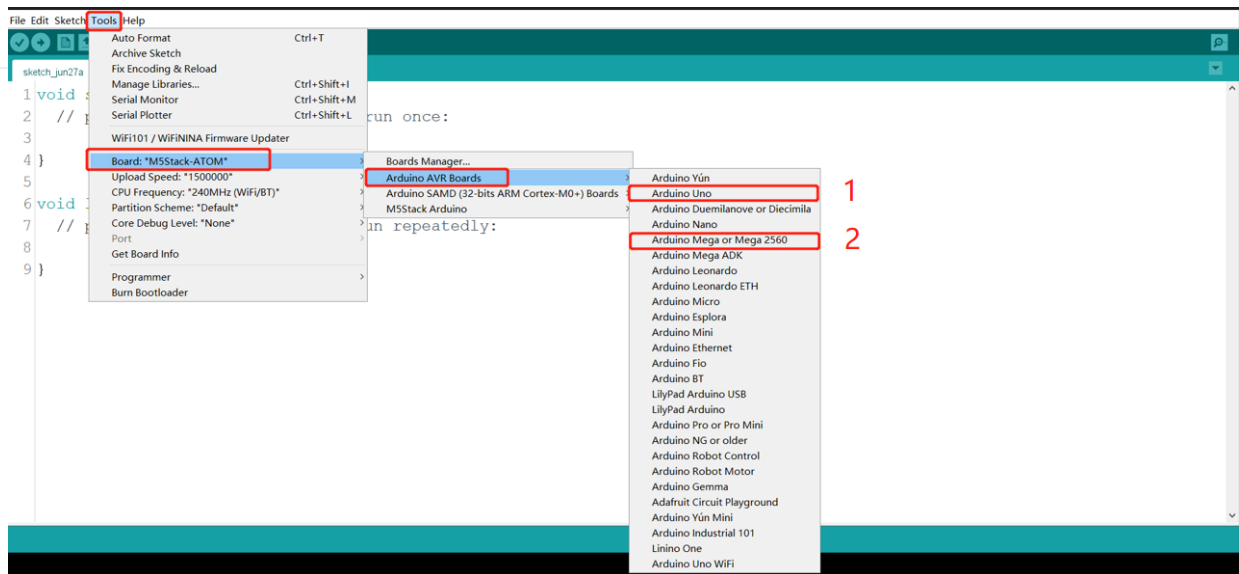 File Edit Sketch Tools Help
sketch_jun27a
Auto Format Ctrl+T
Archive Sketch
Fix Encoding & Reload
Manage Libraries... Ctrl+Shift+I
Serial Monitor Ctrl+Shift+M
Serial Plotter Ctrl+Shift+L
WiFi101 / WiFiNINA Firmware Updater
Board: "M5Stack-ATOM"
Upload Speed: "1500000"
CPU Frequency: "240MHz (WiFi/BT)"
Partition Scheme: "Default"
Core Debug Level: "None"
Port
Get Board Info
Programmer
Burn Bootloader
1 void
2 // run once:
3
4 }
5
6 void
7 // un repeatedly:
8
9 }
Boards Manager...
Arduino AVR Boards
Arduino SAMD (32-bits ARM Cortex-M0+) Boards
M5Stack Arduino
Arduino Yún
Arduino Uno 1
Arduino Duemilanove or Diecimila
Arduino Nano
Arduino Mega or Mega 2560 2
Arduino Mega ADK
Arduino Leonardo
Arduino Leonardo ETH
Arduino Micro
Arduino Esplora
Arduino Mini
Arduino Ethernet
Arduino Fio
Arduino BT
LilyPad Arduino USB
LilyPad Arduino
Arduino Pro or Pro Mini
Arduino NG or older
Arduino Robot Control
Arduino Robot Motor
Arduino Gemma
Adafruit Circuit Playground
Arduino Yún Mini
Arduino Industrial 101
Linino One
Arduino Uno WiFi